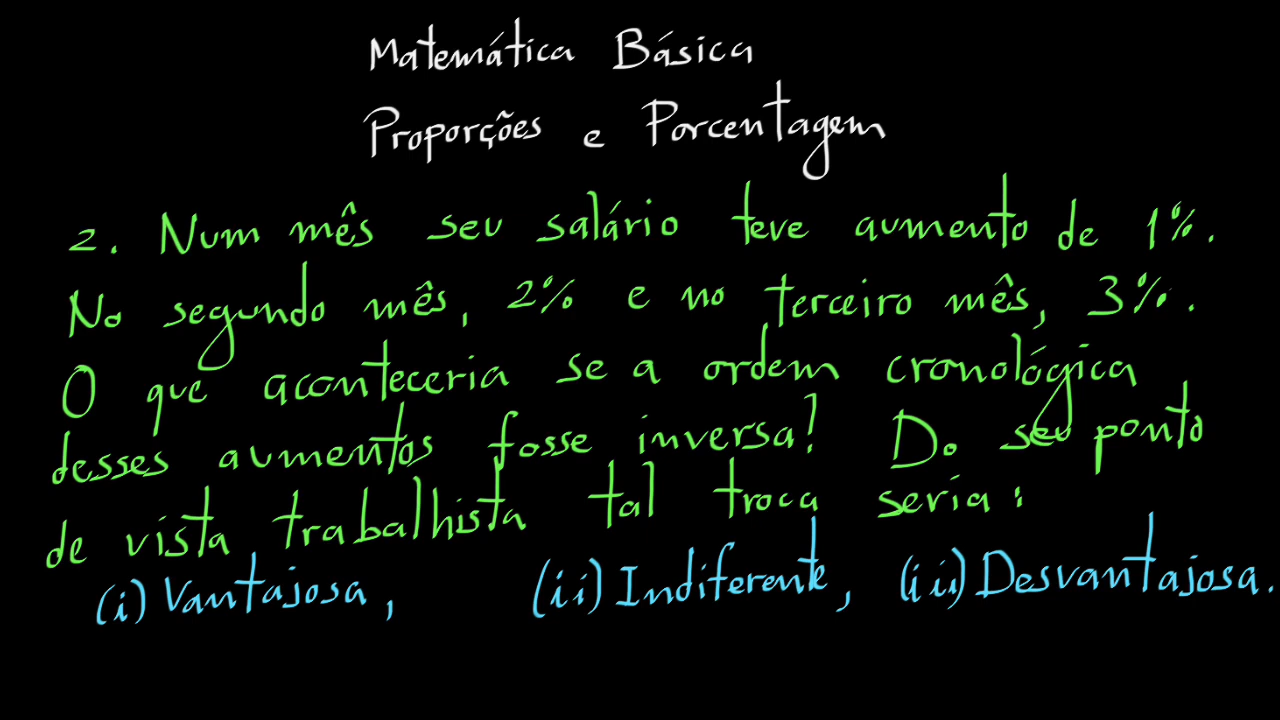 Matemática Básica
Proporções e Porcentagem
2. Num mês seu salário teve aumento de 1%.
No segundo mês, 2% e no terceiro mês, 3%.
O que aconteceria se a ordem cronológica
desses aumentos fosse inversa? Do seu ponto
de vista trabalhista tal troca seria:
(i) Vantajosa, (ii) Indiferente, (iii) Desvantajosa.